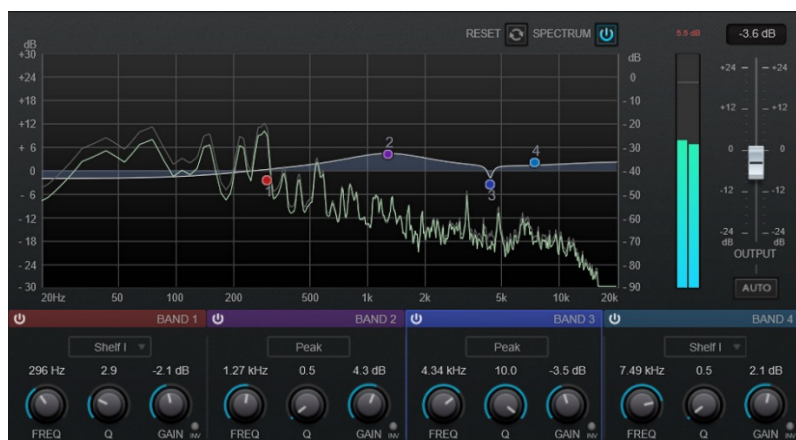 RESET SPECTRUM 5.5 dB -3.6 dB
dB dB
+30 0 +24 +24
+24 - 10 +12 +12
+18 - 20 0 0
+12 - 30 -12 -12
+ 6 - 40 -24 -24
0 - 50 dB dB
- 6 - 60 OUTPUT
-12 - 70 AUTO
-18 - 80
- 24 - 90
- 30
1 2 3 4
20Hz 50 100 200 500 1k 2k 5k 10k 20k
BAND 1 BAND 2 BAND 3 BAND 4
Shelf I Peak Peak Shelf I
296 Hz 2.9 -2.1 dB 1.27 kHz 0.5 4.3 dB 4.34 kHz 10.0 -3.5 dB 7.49 kHz 0.5 2.1 dB
FREQ Q GAIN INV FREQ Q GAIN INV FREQ Q GAIN INV FREQ Q GAIN INV